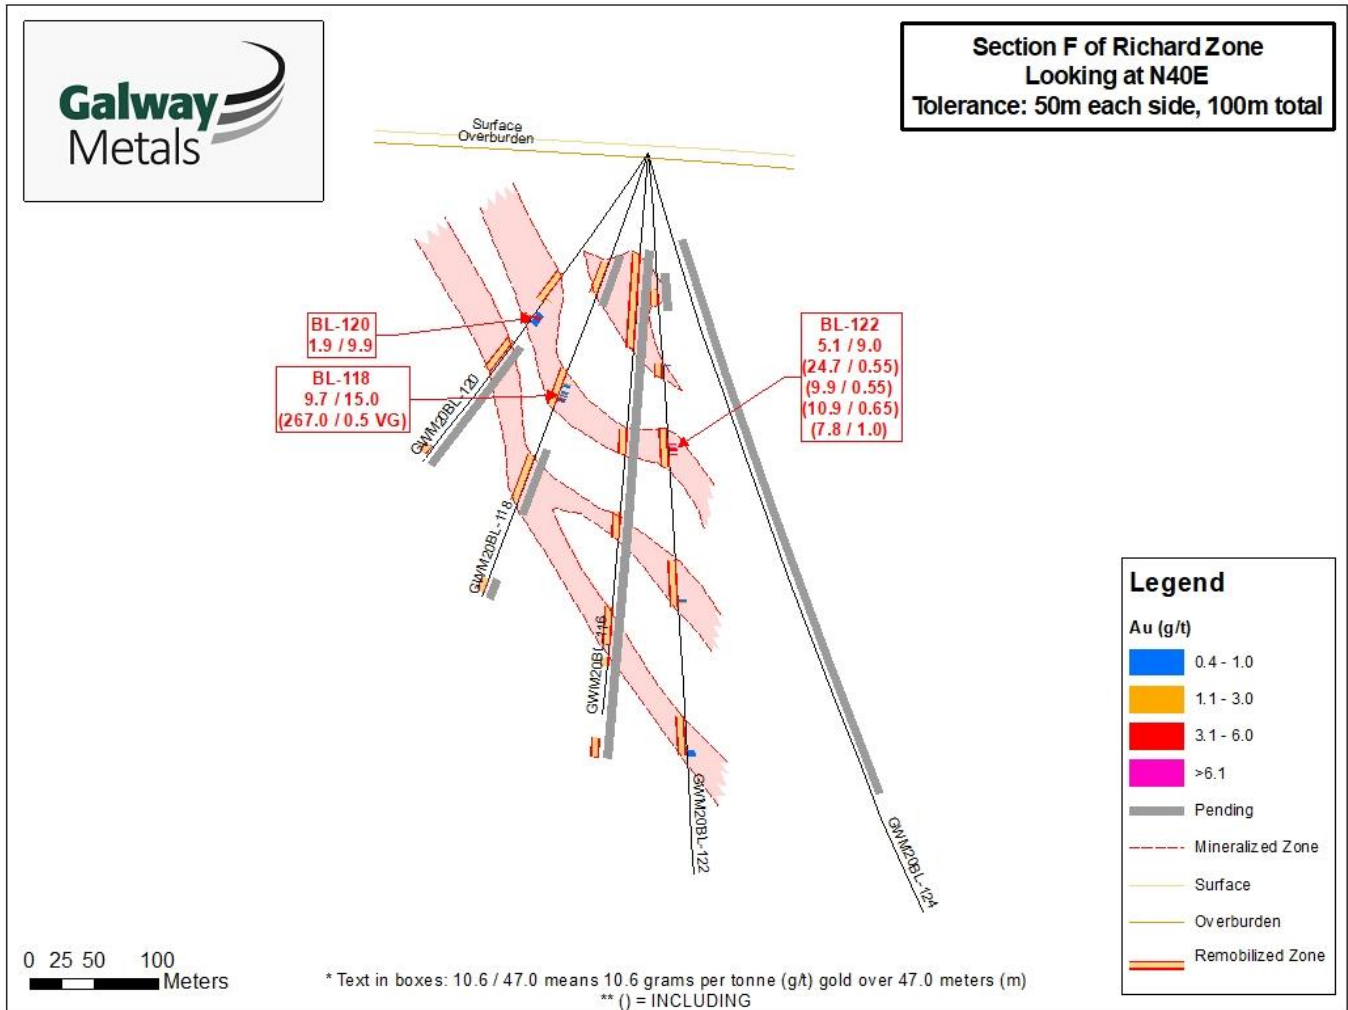 Galway
Metals
Section F of Richard Zone
Looking at N40E
Tolerance: 50m each side, 100m total
Surface
Overburden
BL-120
1.9 / 9.9
BL-118
9.7 / 15.0
(267.0 / 0.5 VG)
BL-122
5.1 / 9.0
(24.7 / 0.55)
(9.9 / 0.55)
(10.9 / 0.65)
(7.8 / 1.0)
GWM20BL-120
GWM20BL-118
GWM20BL-116
GWM20BL-122
GWM20BL-124
Legend
Au (g/t)
0.4 - 1.0
1.1 - 3.0
3.1 - 6.0
>6.1
Pending
Mineralized Zone
Surface
Overburden
Remobilized Zone
0 25 50 100
Meters
* Text in boxes: 10.6 / 47.0 means 10.6 grams per tonne (g/t) gold over 47.0 meters (m)
** () = INCLUDING